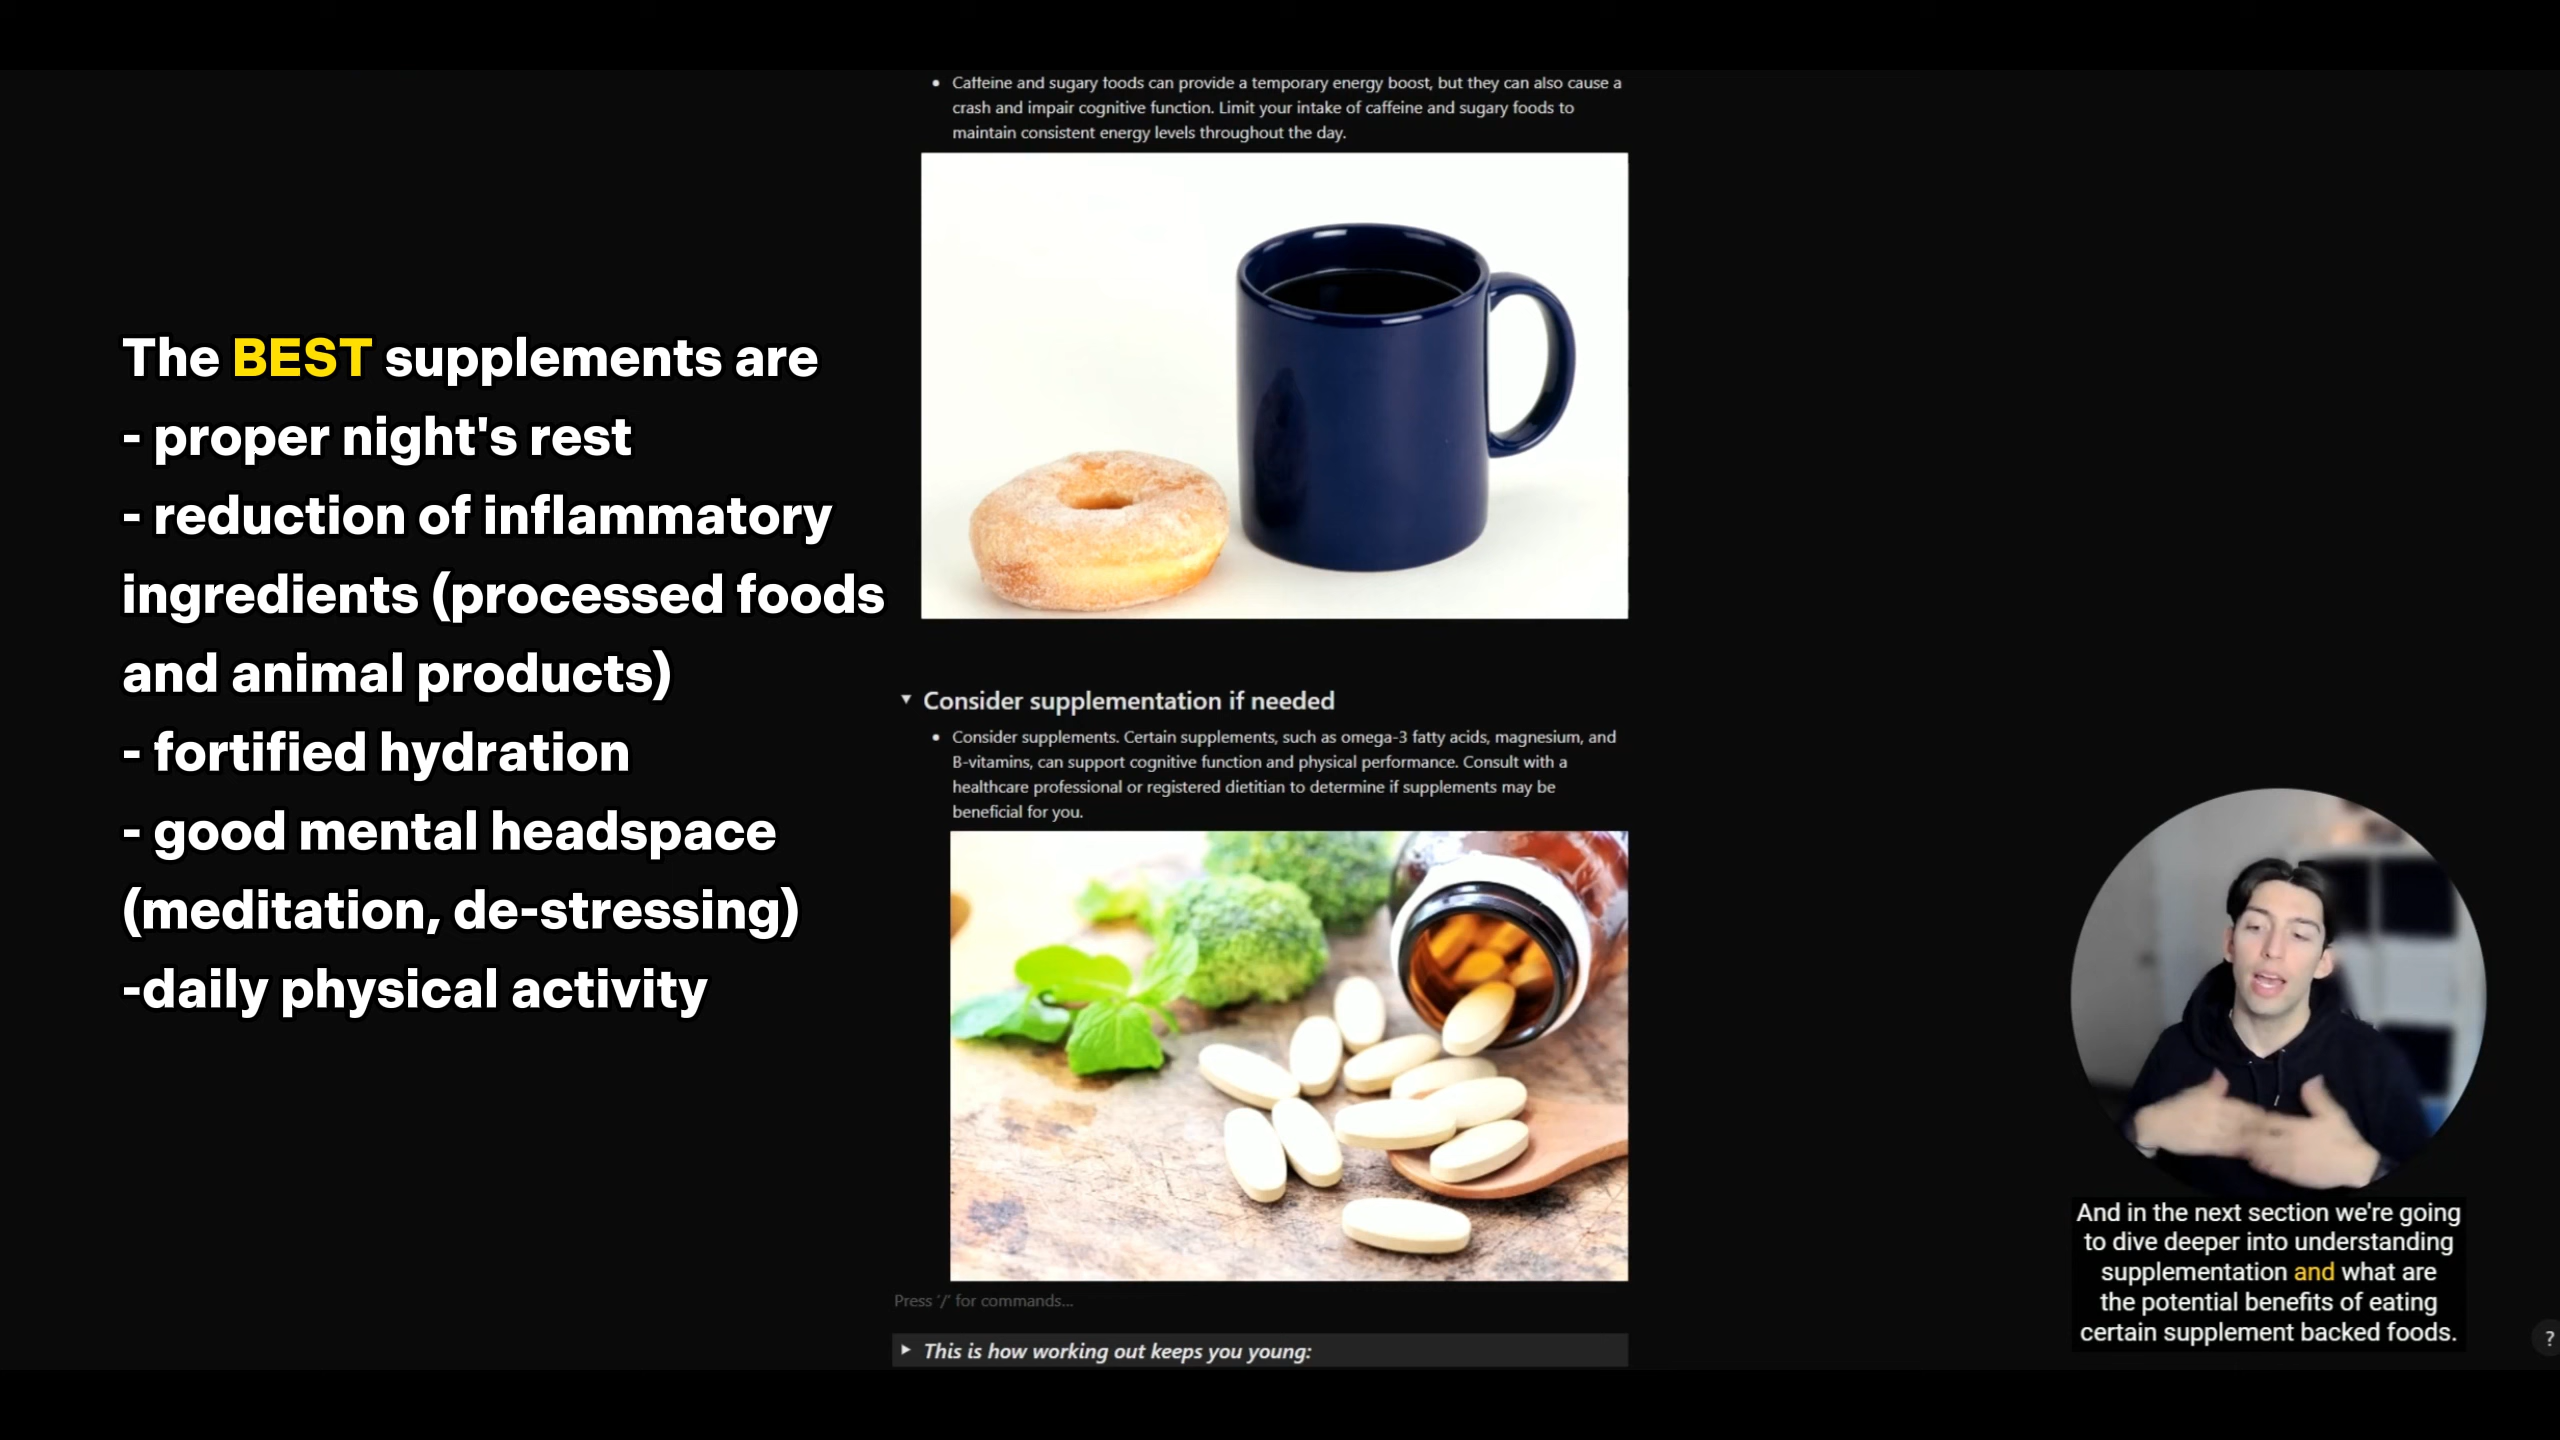 The BEST supplements are
- proper night's rest
- reduction of inflammatory
ingredients (processed foods
and animal products)
- fortified hydration
- good mental headspace
(meditation, de-stressing)
-daily physical activity
Caffeine and sugary foods can provide a temporary energy boost, but they can also cause a
crash and impair cognitive function. Limit your intake of caffeine and sugary foods to
maintain consistent energy levels throughout the day.
Consider supplementation if needed
Consider supplements. Certain supplements, such as omega-3 fatty acids, magnesium, and
B-vitamins, can support cognitive function and physical performance. Consult with a
healthcare professional or registered dietitian to determine if supplements may be
beneficial for you.
Press '/' for commands...
This is how working out keeps you young:
And in the next section we're going
to dive deeper into understanding
supplementation and what are
the potential benefits of eating
certain supplement backed foods.
?